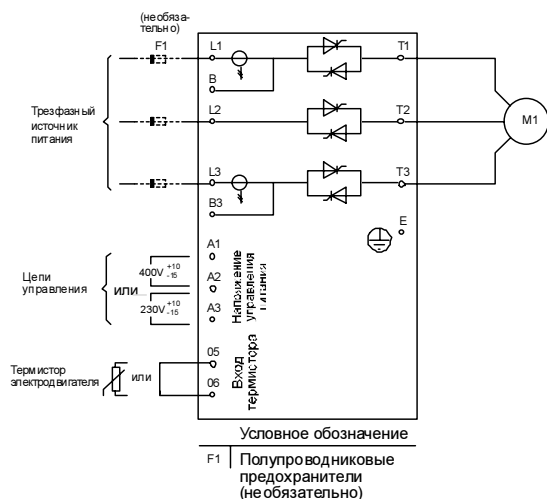 (необяза-
тельно)
F1
L1
T1
B
Трезфазный
источник
питания
L2
T2
M1
L3
T3
B3
E
A1
400V +10 -15
Цепи
управления
или
A2
230V +10 -15
A3
Напряжение
управления
питания
05
Термистор
электродвигателя
или
06
Вход
термистора
Условное обозначение
F1 Полупроводниковые
предохранители
(необязательно)